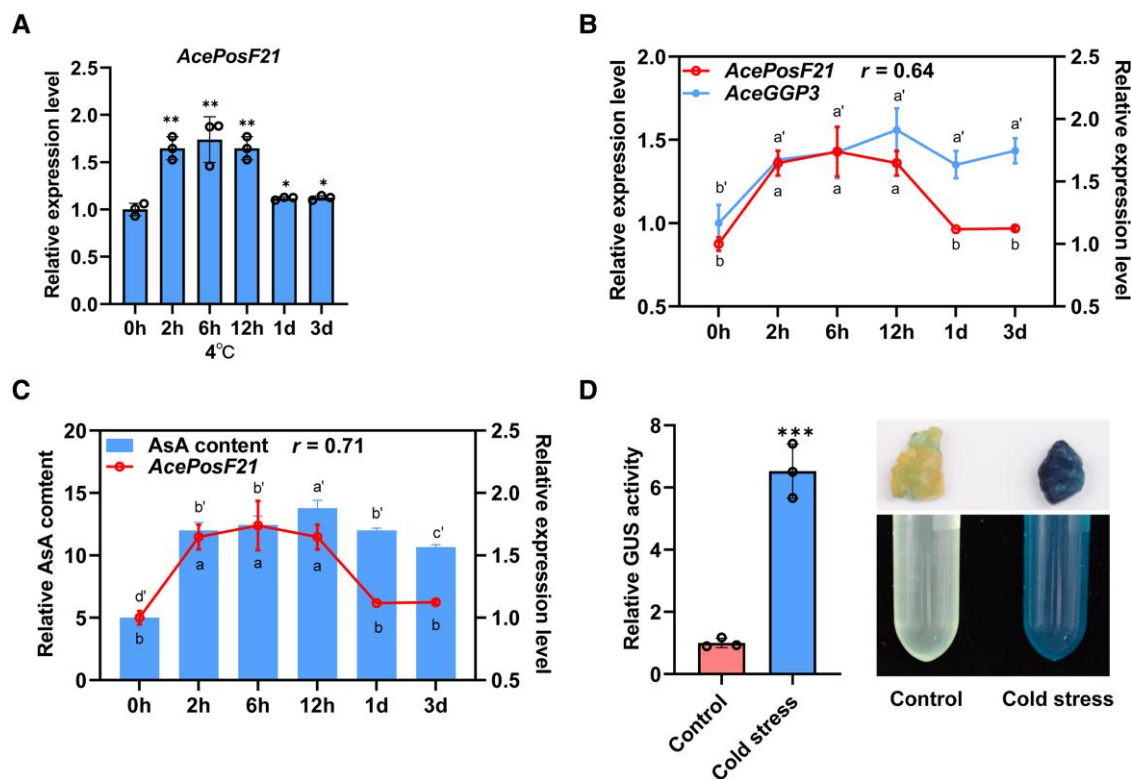 A
AcePosF21
Relative expression level
2.5
2.0
1.5
1.0
0.5
0.0
** ** ** * *
0h 2h 6h 12h 1d 3d
4℃
B
AcePosF21 r = 0.64
AceGGP3
Relative expression level
2.0
1.5
1.0
0.5
Relative expression level
2.5
2.0
1.5
1.0
0.5
b' a' a' a' a' a'
b a a a b b
0h 2h 6h 12h 1d 3d
C
AsA content r = 0.71
AcePosF21
Relative AsA content
20
15
10
5
0
Relative expression level
2.5
2.0
1.5
1.0
0.5
d' b' b' a' b' c'
b a a a b b
0h 2h 6h 12h 1d 3d
D
Relative GUS activity
8
6
4
2
0
***
Control
Cold stress
Control Cold stress